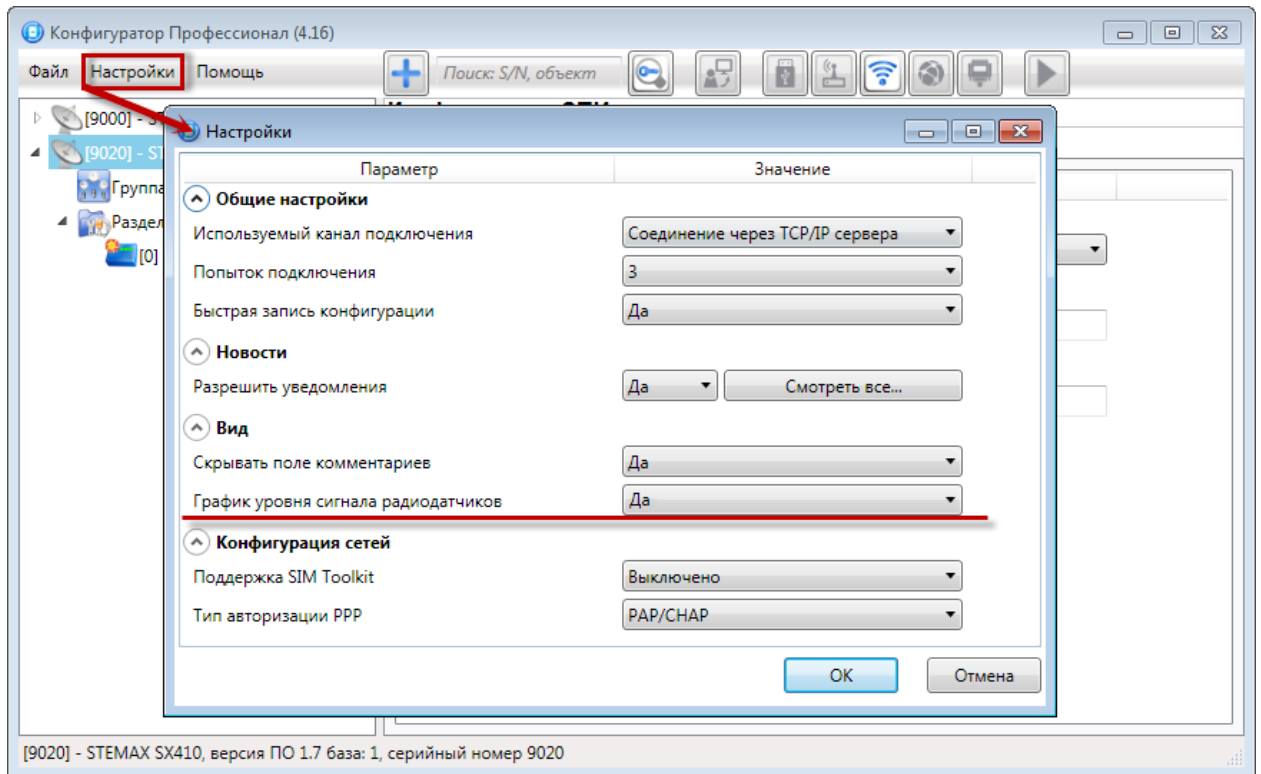 Конфигуратор Профессионал (4.16)
Файл Настройки Помощь Поиск: S/N, объект
[9000] - ST
[9020] - ST
Группа
Раздел
[0]
Настройки
Параметр Значение
Общие настройки
Используемый канал подключения Соединение через TCP/IP сервера
Попыток подключения 3
Быстрая запись конфигурации Да
Новости
Разрешить уведомления Да Смотреть все...
Вид
Скрывать поле комментариев Да
График уровня сигнала радиодатчиков Да
Конфигурация сетей
Поддержка SIM Toolkit Выключено
Тип авторизации PPP PAP/CHAP
OK Отмена
[9020] - STEMAX SX410, версия ПО 1.7 база: 1, серийный номер 9020